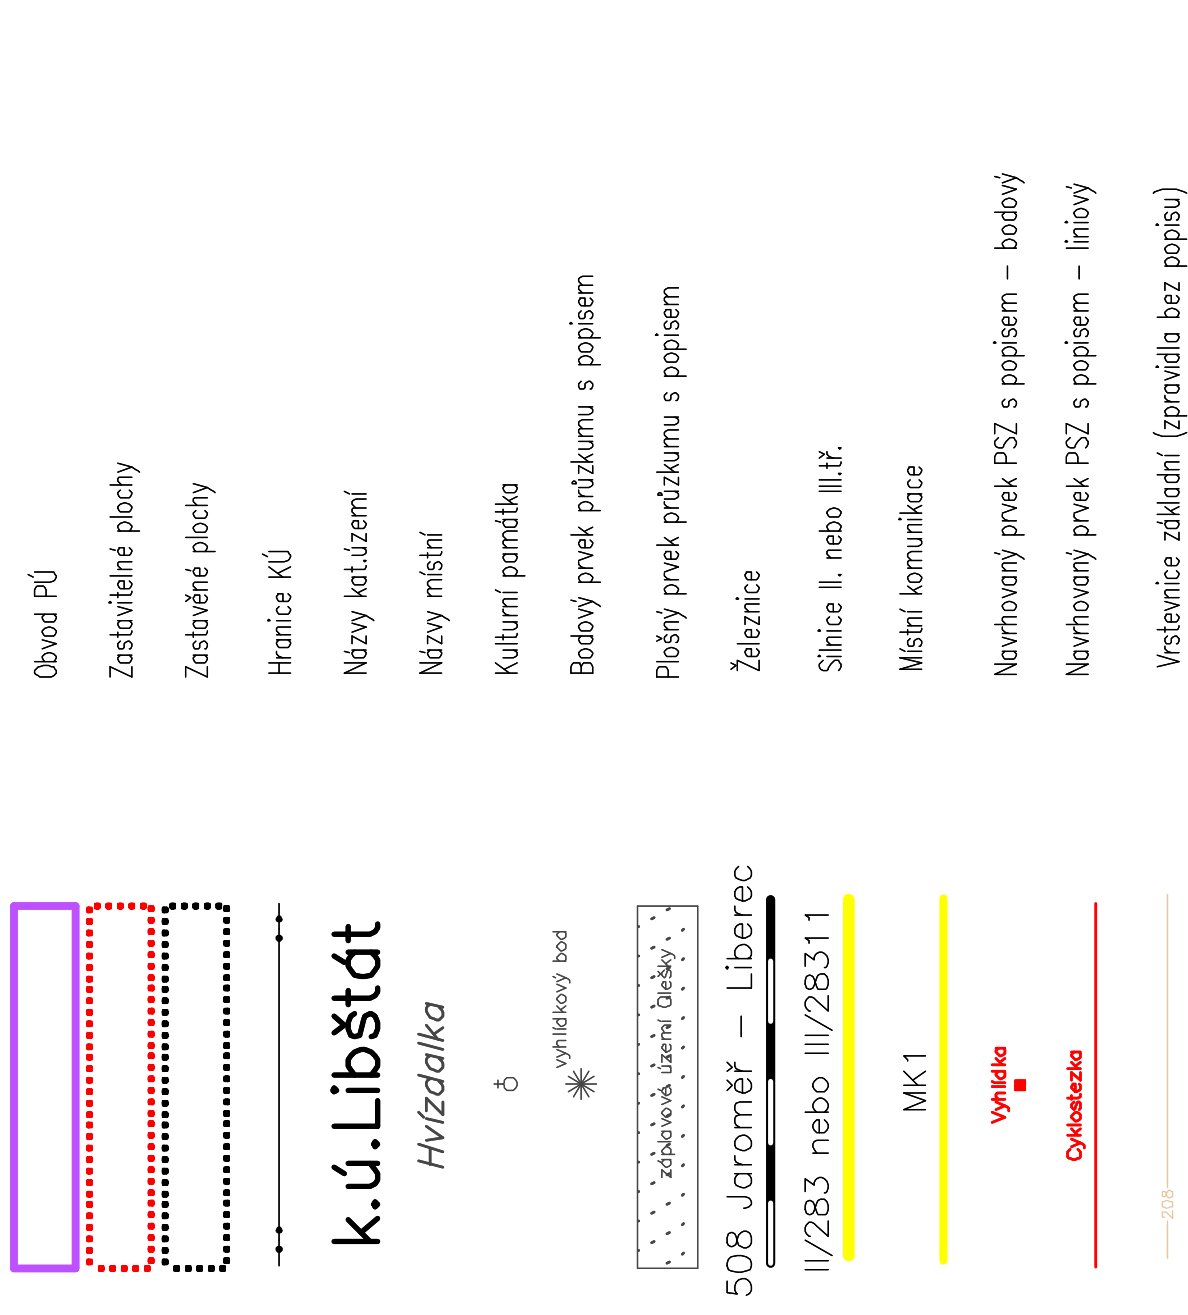 Obvod PÚ
Zastavitelné plochy
Zastavěné plochy
Hranice KÚ
k.ú.Libštát Názvy kat.území
Hvízdalka Názvy místní
Kulturní památka
vyhlídkový bod Bodový prvek průzkumu s popisem
záplavové území Olešky Plošný prvek průzkumu s popisem
508 Jaroměř – Liberec Železnice
II/283 nebo III/28311 Silnice II. nebo III.tř.
MK1 Místní komunikace
Vyhlídka Navrhovaný prvek PSZ s popisem – bodový
Cyklostezka Navrhovaný prvek PSZ s popisem – liniový
208 Vrstevnice základní (zpravidla bez popisu)